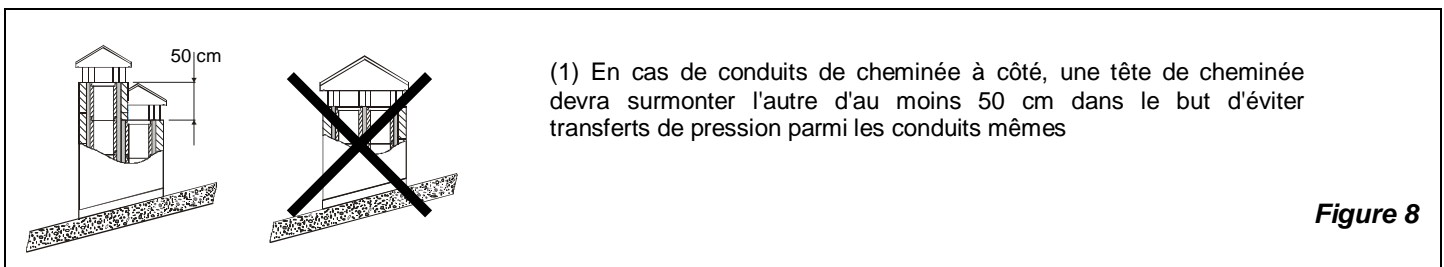 50 cm
(1) En cas de conduits de cheminée à côté, une tête de cheminée
devra surmonter l'autre d'au moins 50 cm dans le but d'éviter
transferts de pression parmi les conduits mêmes
Figure 8